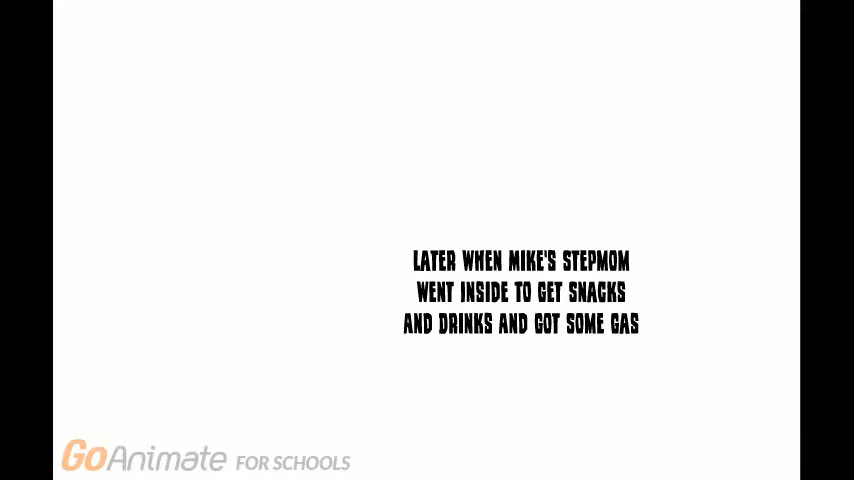 LATER WHEN MIKE'S STEPMOM
WENT INSIDE TO GET SNACKS
AND DRINKS AND GOT SOME GAS
GoAnimate FOR SCHOOLS